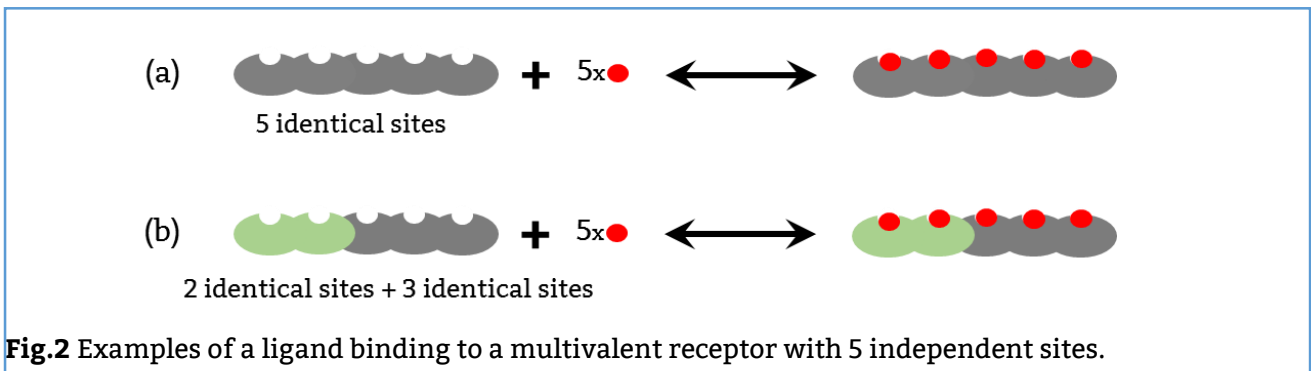 (a) + 5x
5 identical sites
(b) + 5x
2 identical sites + 3 identical sites
Fig.2 Examples of a ligand binding to a multivalent receptor with 5 independent sites.